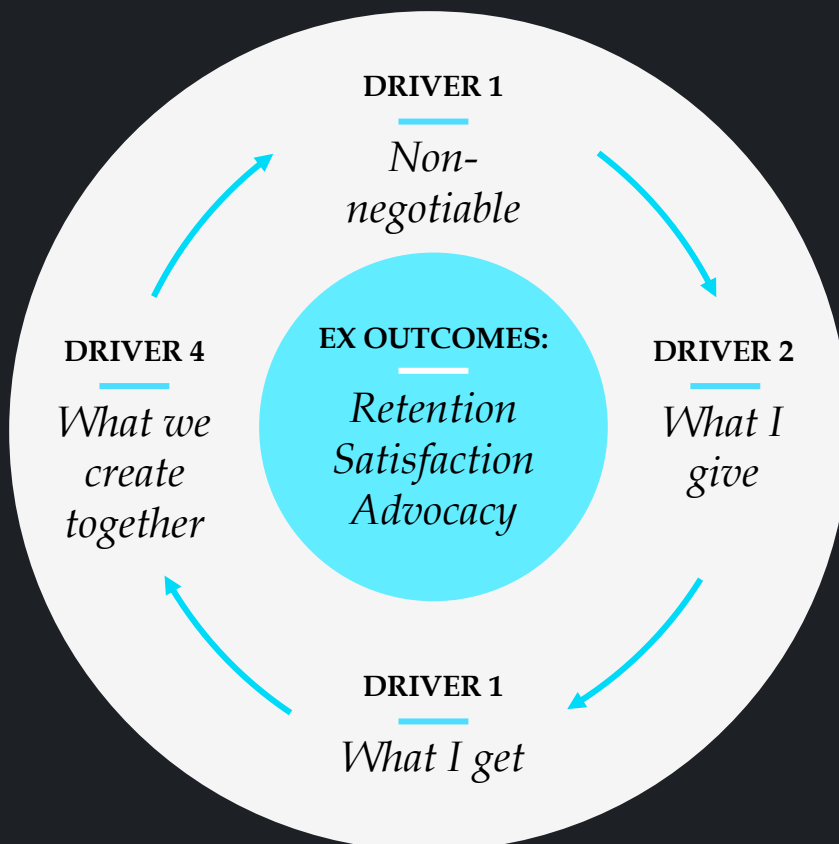 DRIVER 1
Non-
negotiable
DRIVER 2
What I
give
DRIVER 1
What I get
DRIVER 4
What we
create
together
EX OUTCOMES:
Retention
Satisfaction
Advocacy